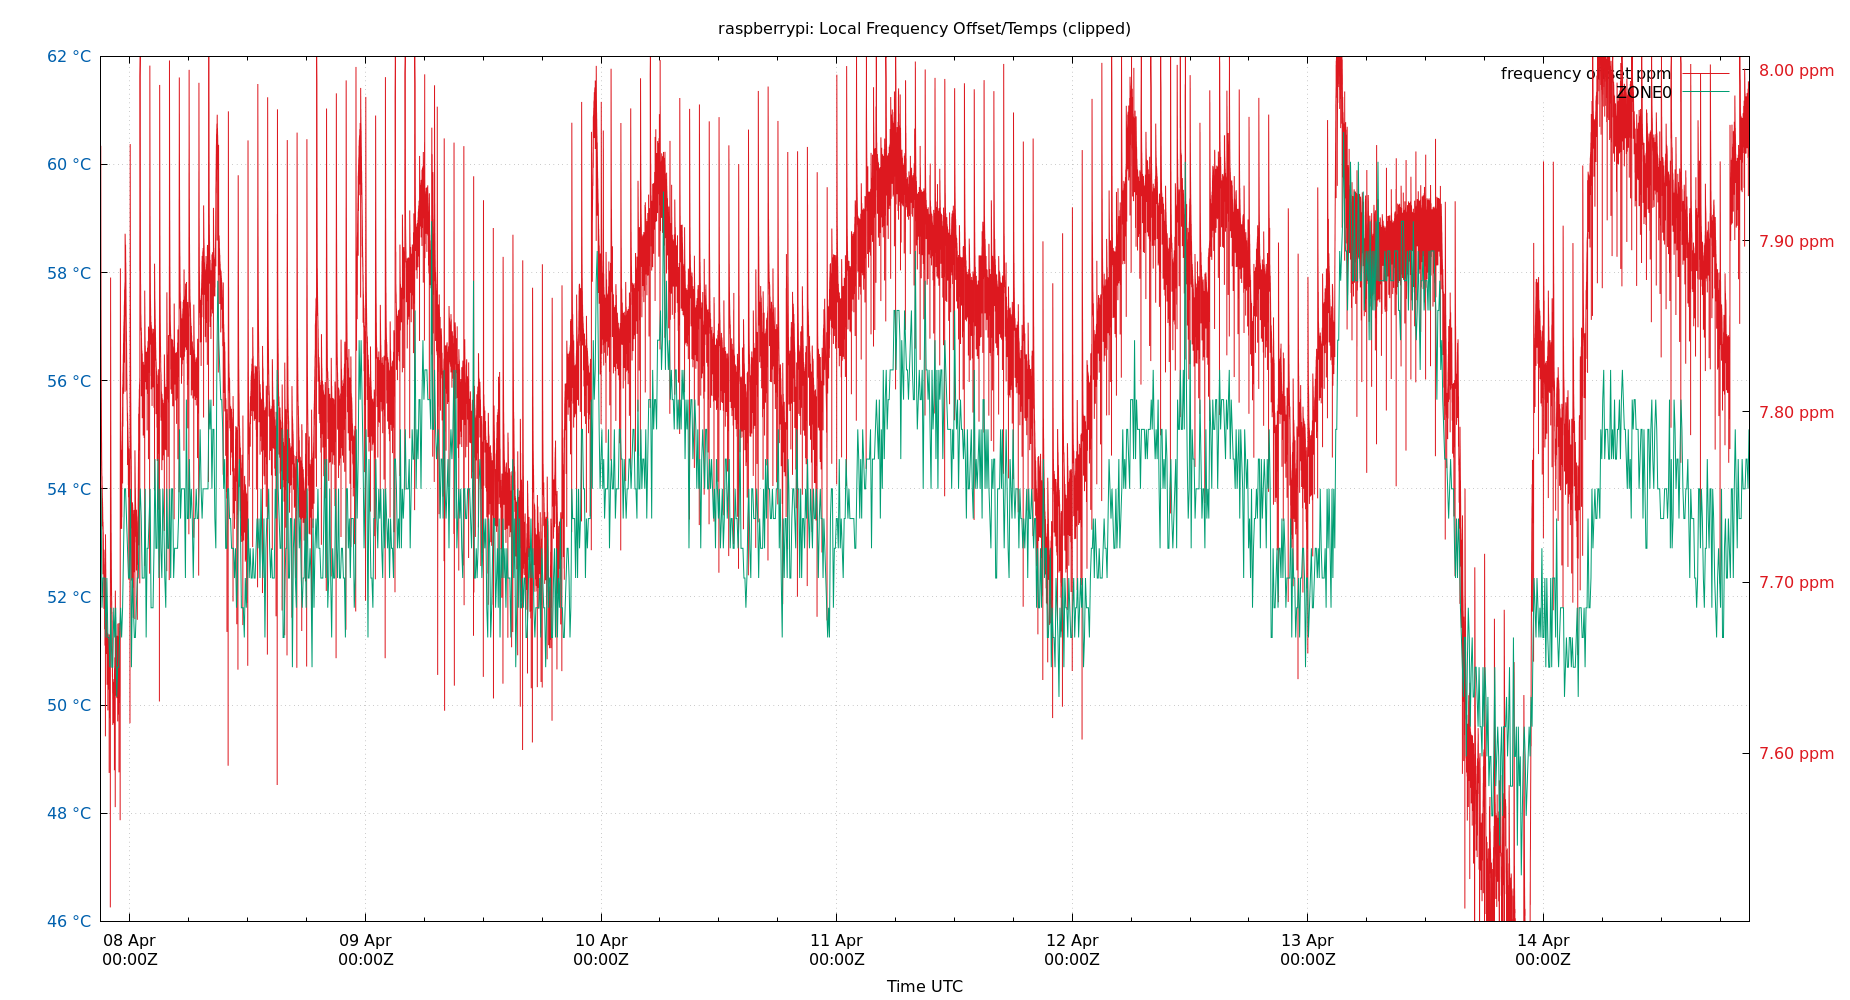 raspberrypi: Local Frequency Offset/Temps (clipped)
62 °C
60 °C
58 °C
56 °C
54 °C
52 °C
50 °C
48 °C
46 °C
8.00 ppm
7.90 ppm
7.80 ppm
7.70 ppm
7.60 ppm
frequency offset ppm
ZONE0
08 Apr
00:00Z
09 Apr
00:00Z
10 Apr
00:00Z
11 Apr
00:00Z
12 Apr
00:00Z
13 Apr
00:00Z
14 Apr
00:00Z
Time UTC